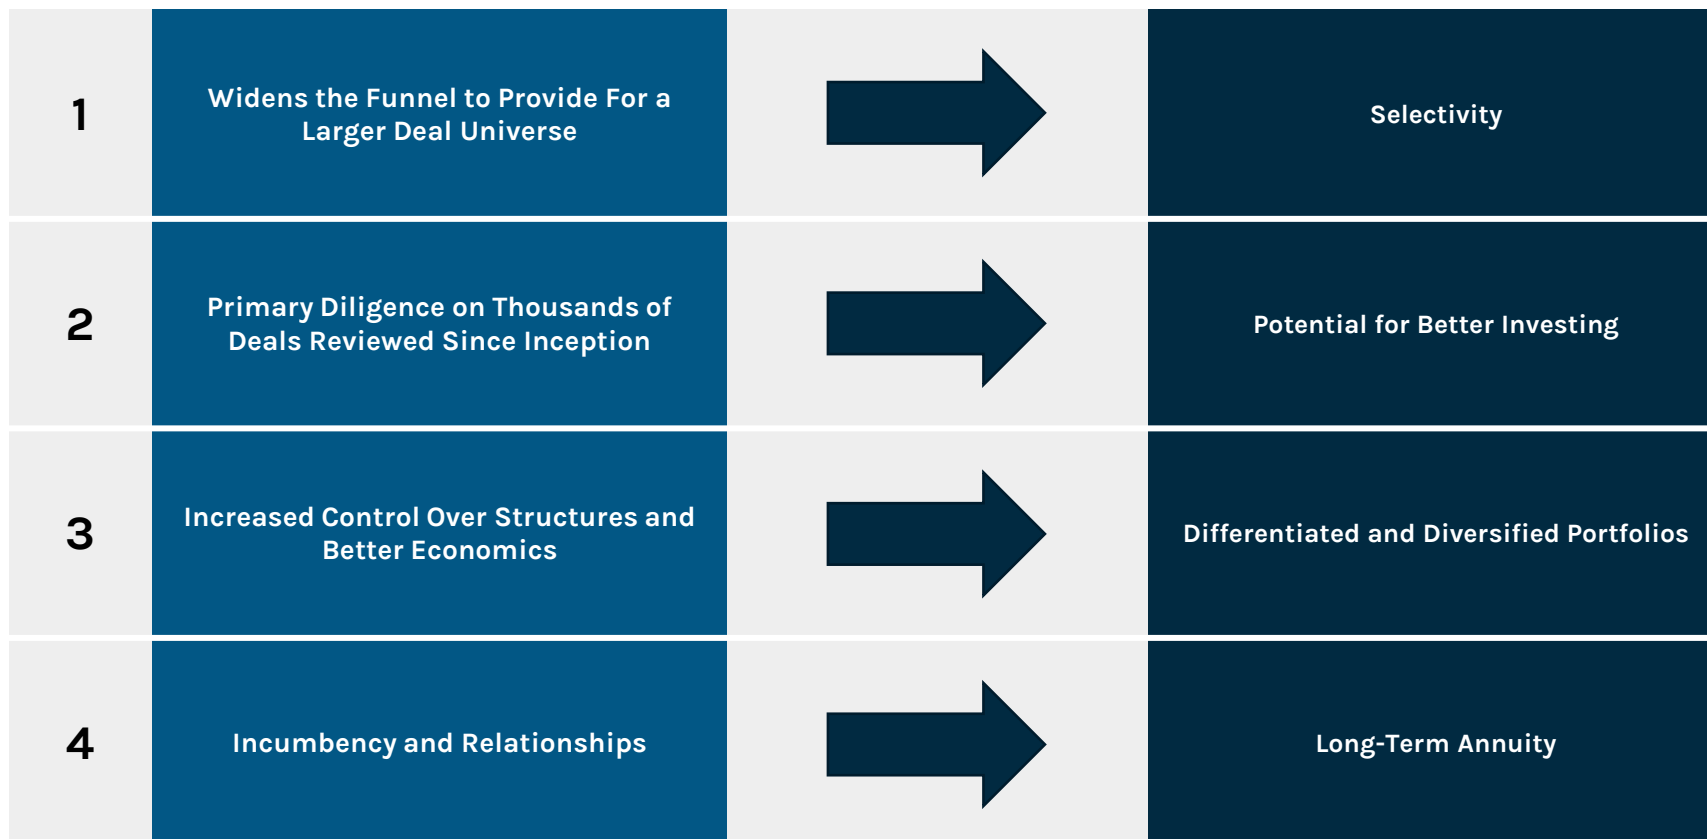 1
Widens the Funnel to Provide For a
Larger Deal Universe
Selectivity
2
Primary Diligence on Thousands of
Deals Reviewed Since Inception
Potential for Better Investing
3
Increased Control Over Structures and
Better Economics
Differentiated and Diversified Portfolios
4
Incumbency and Relationships
Long-Term Annuity